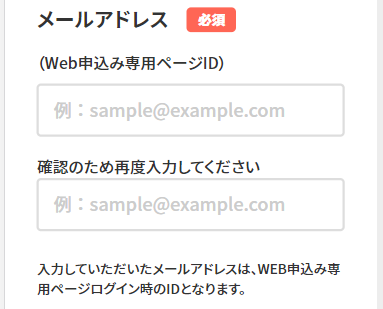 メールアドレス 必須
（Web申込み専用ページID）
例：sample@example.com
確認のため再度入力してください
例：sample@example.com
入力していただいたメールアドレスは、WEB申込み専
用ページログイン時のIDとなります。